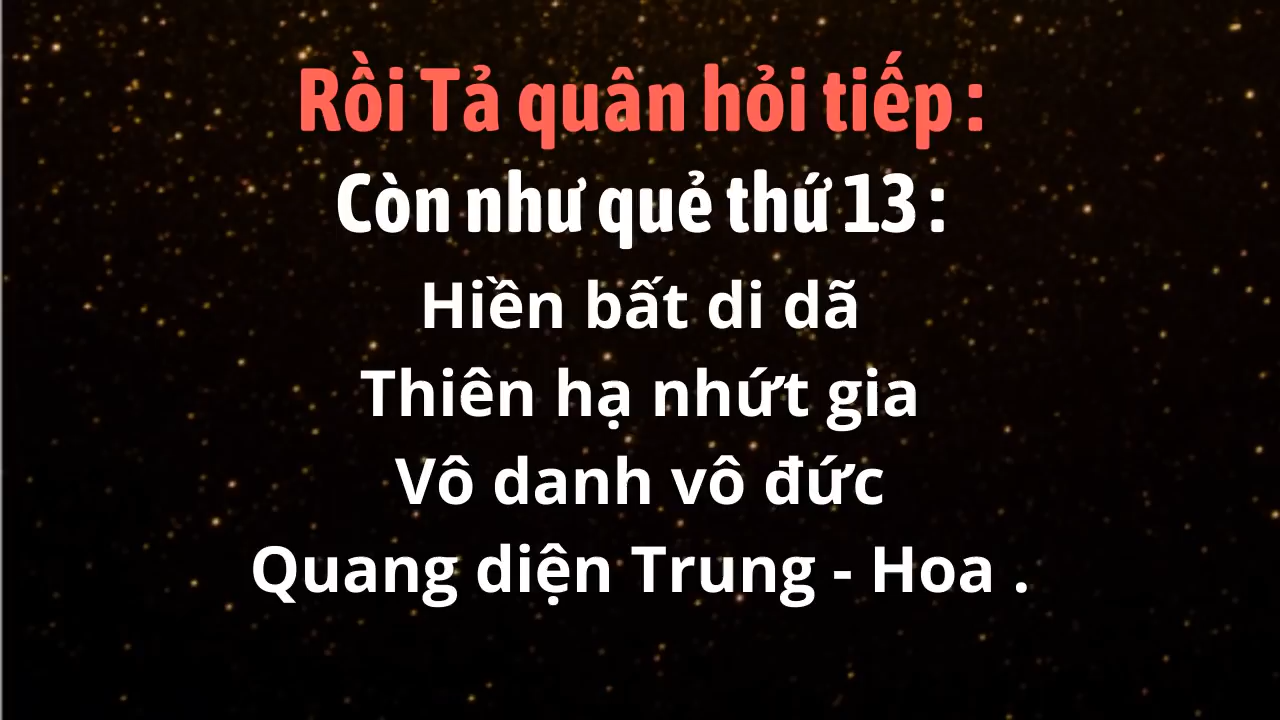 Rồi Tả quân hỏi tiếp :
Còn như quẻ thứ 13 :
Hiền bất di dã
Thiên hạ nhứt gia
Vô danh vô đức
Quang diện Trung - Hoa .